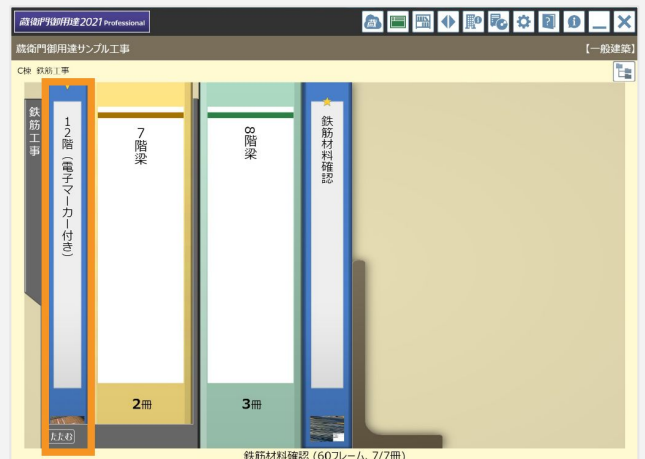 蔵衛門御用達2021 Professional
蔵衛門御用達サンプル工事
【一般建築】
C棟 鉄筋工事
鉄筋工事
12階（電子マーカー付き）
7階梁
8階梁
鉄筋材料確認
2冊
3冊
たたむ
鉄筋材料確認 (60フレーム, 7/7冊)